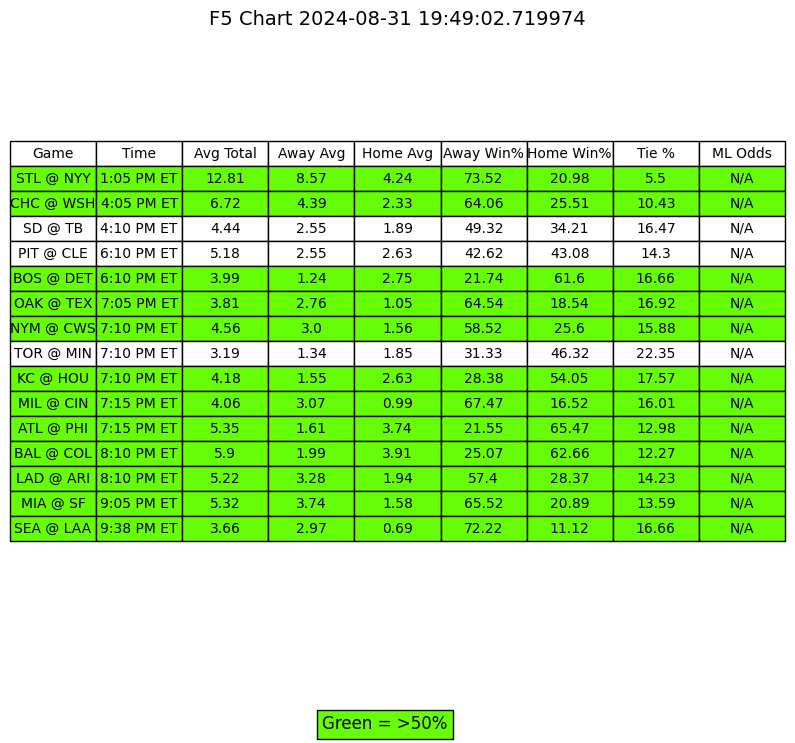 F5 Chart 2024-08-31 19:49:02.719974
Game Time Avg Total Away Avg Home Avg Away Win% Home Win% Tie % ML Odds
STL @ NYY 1:05 PM ET 12.81 8.57 4.24 73.52 20.98 5.5 N/A
CHC @ WSH 4:05 PM ET 6.72 4.39 2.33 64.06 25.51 10.43 N/A
SD @ TB 4:10 PM ET 4.44 2.55 1.89 49.32 34.21 16.47 N/A
PIT @ CLE 6:10 PM ET 5.18 2.55 2.63 42.62 43.08 14.3 N/A
BOS @ DET 6:10 PM ET 3.99 1.24 2.75 21.74 61.6 16.66 N/A
OAK @ TEX 7:05 PM ET 3.81 2.76 1.05 64.54 18.54 16.92 N/A
NYM @ CWS 7:10 PM ET 4.56 3.0 1.56 58.52 25.6 15.88 N/A
TOR @ MIN 7:10 PM ET 3.19 1.34 1.85 31.33 46.32 22.35 N/A
KC @ HOU 7:10 PM ET 4.18 1.55 2.63 28.38 54.05 17.57 N/A
MIL @ CIN 7:15 PM ET 4.06 3.07 0.99 67.47 16.52 16.01 N/A
ATL @ PHI 7:15 PM ET 5.35 1.61 3.74 21.55 65.47 12.98 N/A
BAL @ COL 8:10 PM ET 5.9 1.99 3.91 25.07 62.66 12.27 N/A
LAD @ ARI 8:10 PM ET 5.22 3.28 1.94 57.4 28.37 14.23 N/A
MIA @ SF 9:05 PM ET 5.32 3.74 1.58 65.52 20.89 13.59 N/A
SEA @ LAA 9:38 PM ET 3.66 2.97 0.69 72.22 11.12 16.66 N/A
Green = >50%